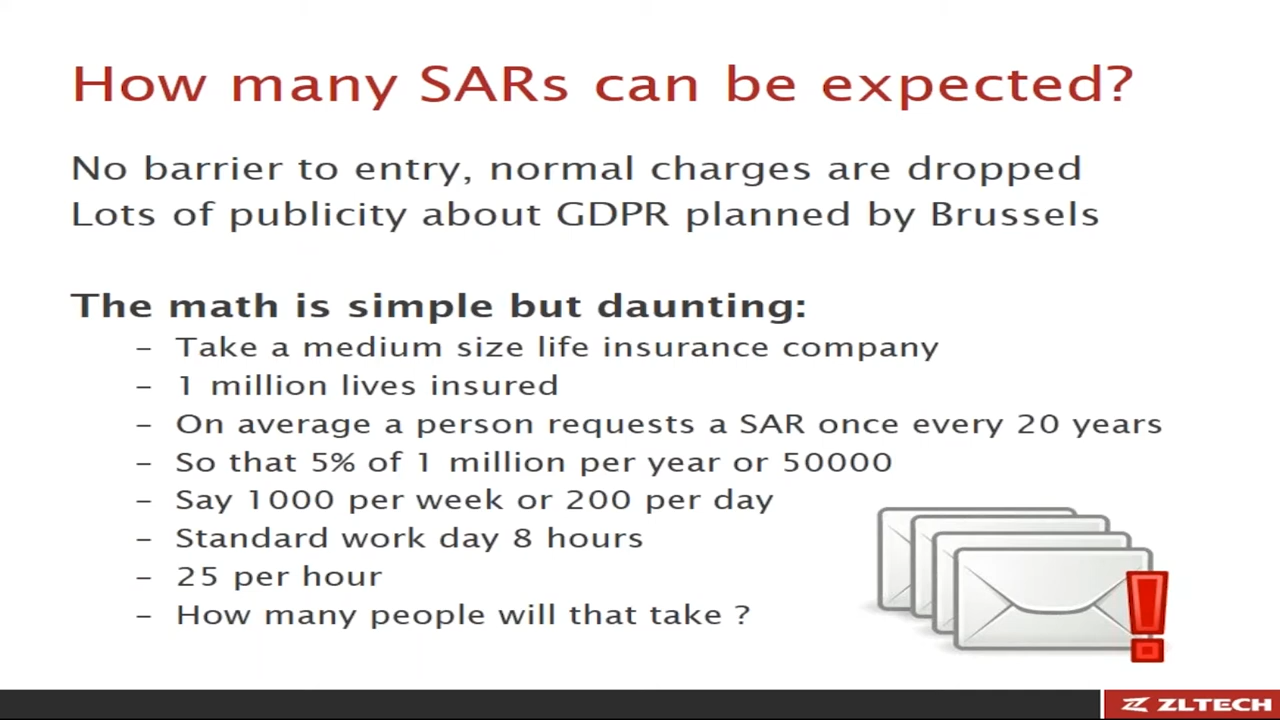 How many SARs can be expected?
No barrier to entry, normal charges are dropped
Lots of publicity about GDPR planned by Brussels
The math is simple but daunting:
– Take a medium size life insurance company
– 1 million lives insured
– On average a person requests a SAR once every 20 years
– So that 5% of 1 million per year or 50000
– Say 1000 per week or 200 per day
– Standard work day 8 hours
– 25 per hour
– How many people will that take ?
ZLTECH